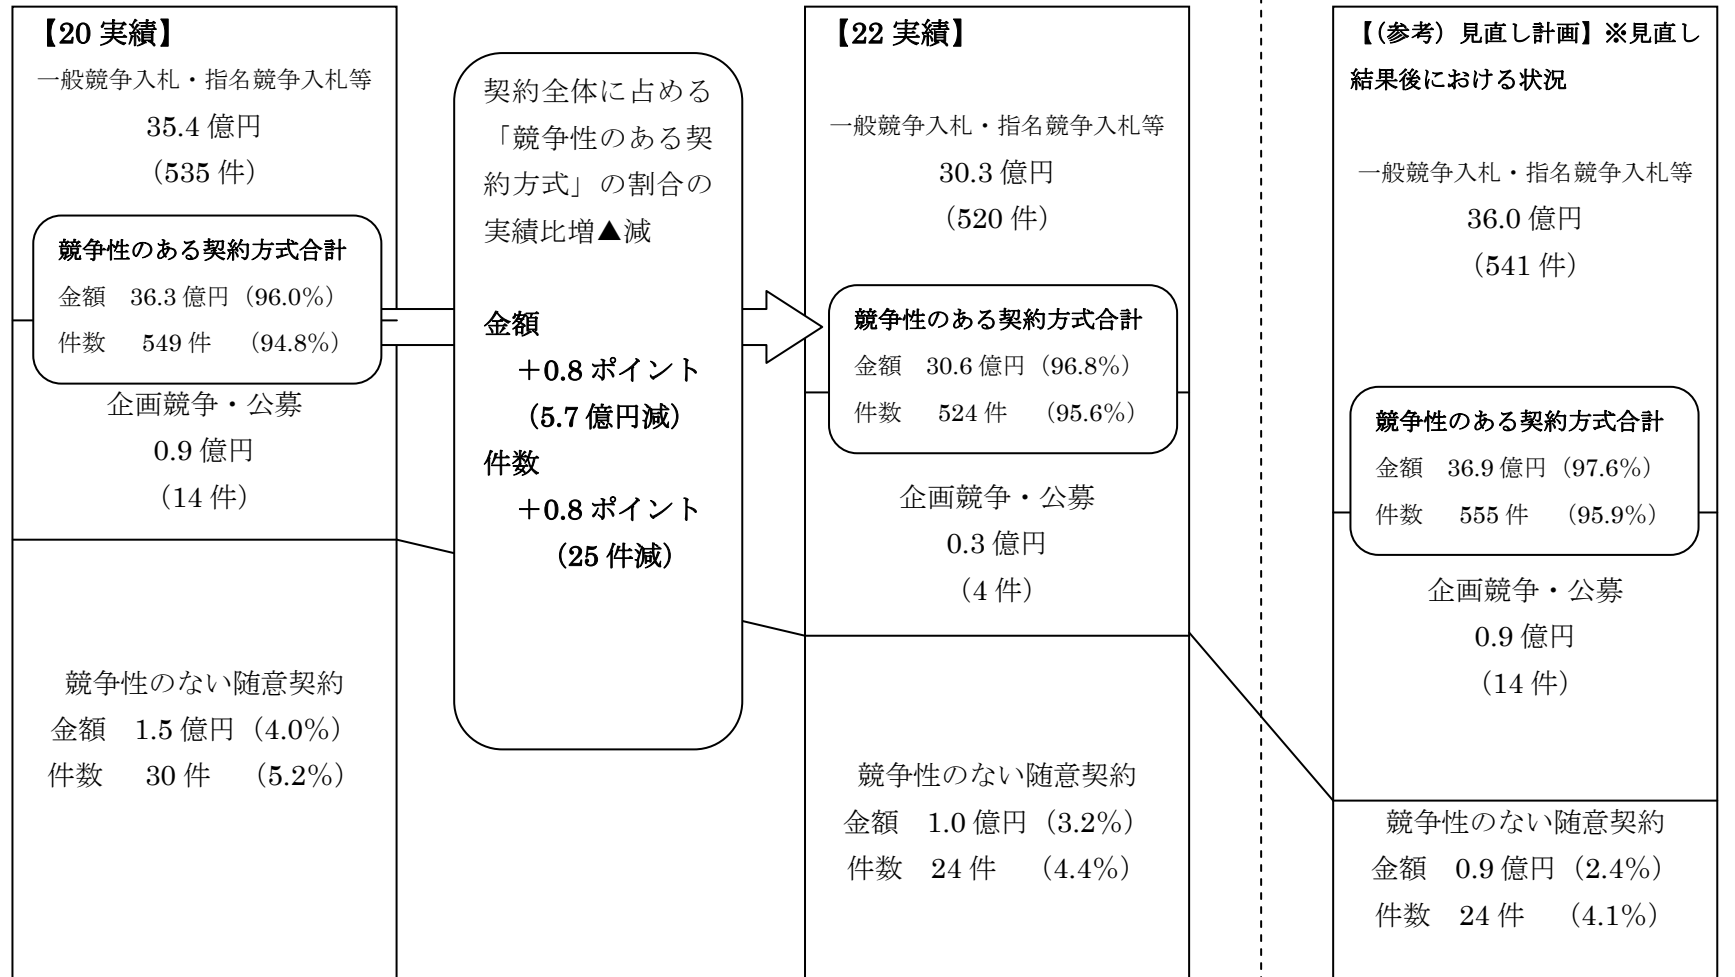 【20 実績】
一般競争入札・指名競争入札等
35.4 億円
（535 件）
競争性のある契約方式合計
金額 36.3 億円（96.0%）
件数 549 件 （94.8%）
企画競争・公募
0.9 億円
（14 件）
競争性のない随意契約
金額 1.5 億円（4.0%）
件数 30 件 （5.2%）
契約全体に占める
「競争性のある契
約方式」の割合の
実績比増▲減
金額
＋0.8 ポイント
（5.7 億円減）
件数
＋0.8 ポイント
（25 件減）
【22 実績】
一般競争入札・指名競争入札等
30.3 億円
（520 件）
競争性のある契約方式合計
金額 30.6 億円（96.8%）
件数 524 件 （95.6%）
企画競争・公募
0.3 億円
（4 件）
競争性のない随意契約
金額 1.0 億円（3.2%）
件数 24 件 （4.4%）
【（参考）見直し計画】※見直し
結果後における状況
一般競争入札・指名競争入札等
36.0 億円
（541 件）
競争性のある契約方式合計
金額 36.9 億円（97.6%）
件数 555 件 （95.9%）
企画競争・公募
0.9 億円
（14 件）
競争性のない随意契約
金額 0.9 億円（2.4%）
件数 24 件 （4.1%）